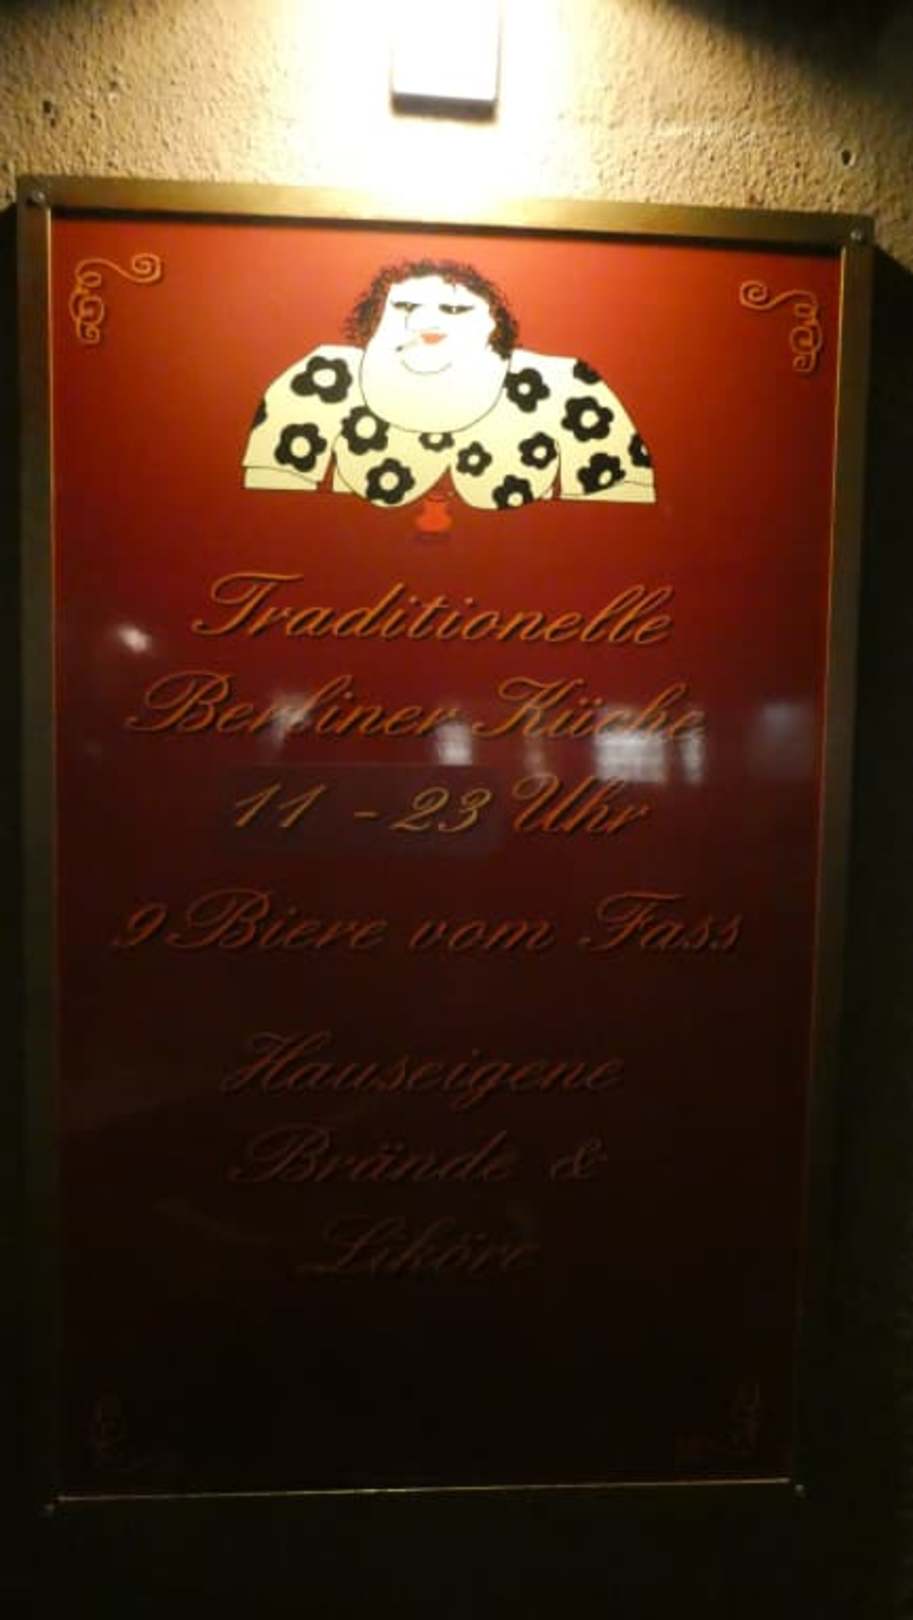 Traditionelle
Berliner Küche
11 - 23 Uhr
9 Biere vom Fass
Hauseigene
Brände &
Liköre